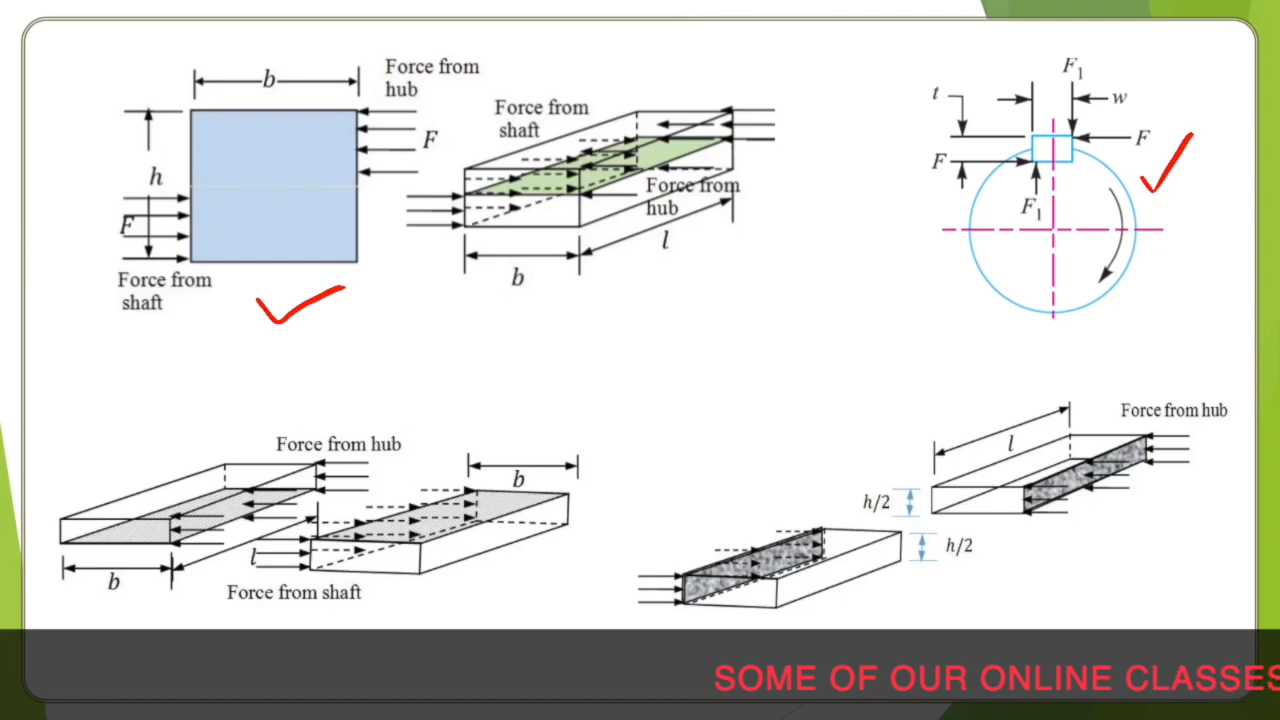 b
Force from
hub
F
h
F
Force from
shaft
Force from
shaft
Force from
hub
l
b
F₁
t
w
F
F
F₁
Force from hub
b
b
l
Force from shaft
Force from hub
l
h/2
h/2
SOME OF OUR ONLINE CLASSES